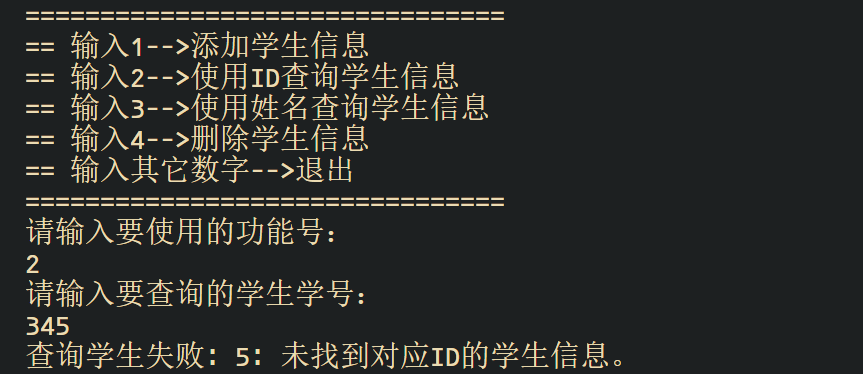 ================================
== 输入1-->添加学生信息
== 输入2-->使用ID查询学生信息
== 输入3-->使用姓名查询学生信息
== 输入4-->删除学生信息
== 输入其它数字-->退出
================================
请输入要使用的功能号：
2
请输入要查询的学生学号：
345
查询学生失败: 5: 未找到对应ID的学生信息。